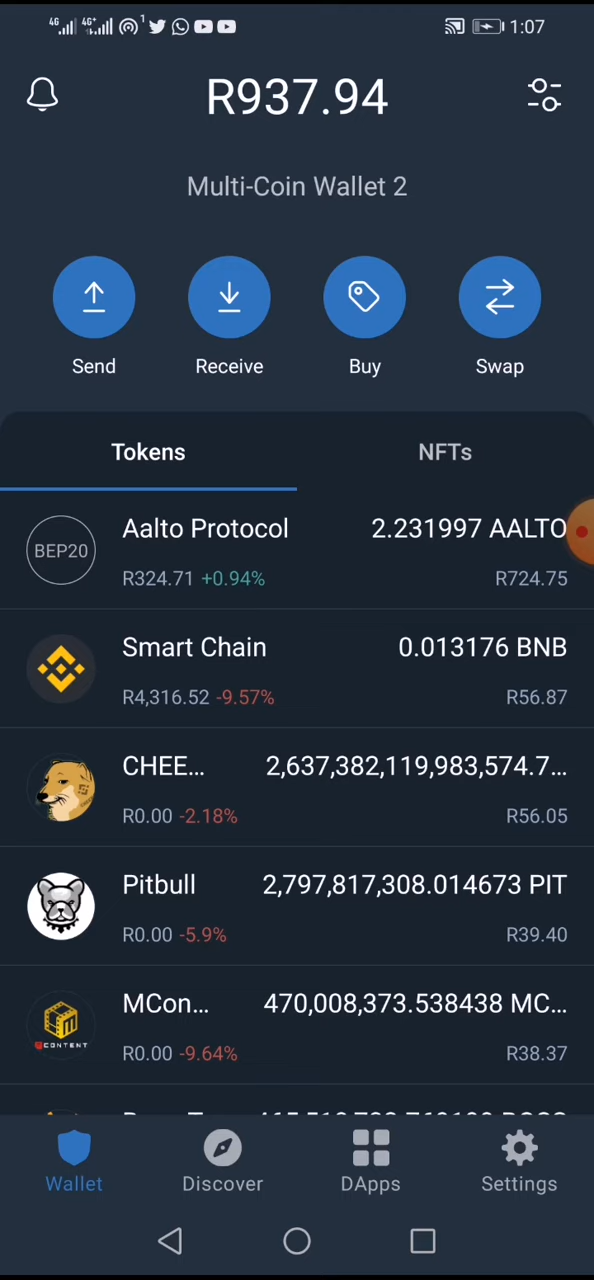 4G 4G+ 1 1:07
R937.94
Multi-Coin Wallet 2
Send Receive Buy Swap
Tokens NFTs
Aalto Protocol 2.231997 AALTO
BEP20
R324.71 +0.94% R724.75
Smart Chain 0.013176 BNB
R4,316.52 -9.57% R56.87
CHEE... 2,637,382,119,983,574.7...
R0.00 -2.18% R56.05
Pitbull 2,797,817,308.014673 PIT
R0.00 -5.9% R39.40
MCon... 470,008,373.538438 MC...
CONTENT
R0.00 -9.64% R38.37
Wallet Discover DApps Settings